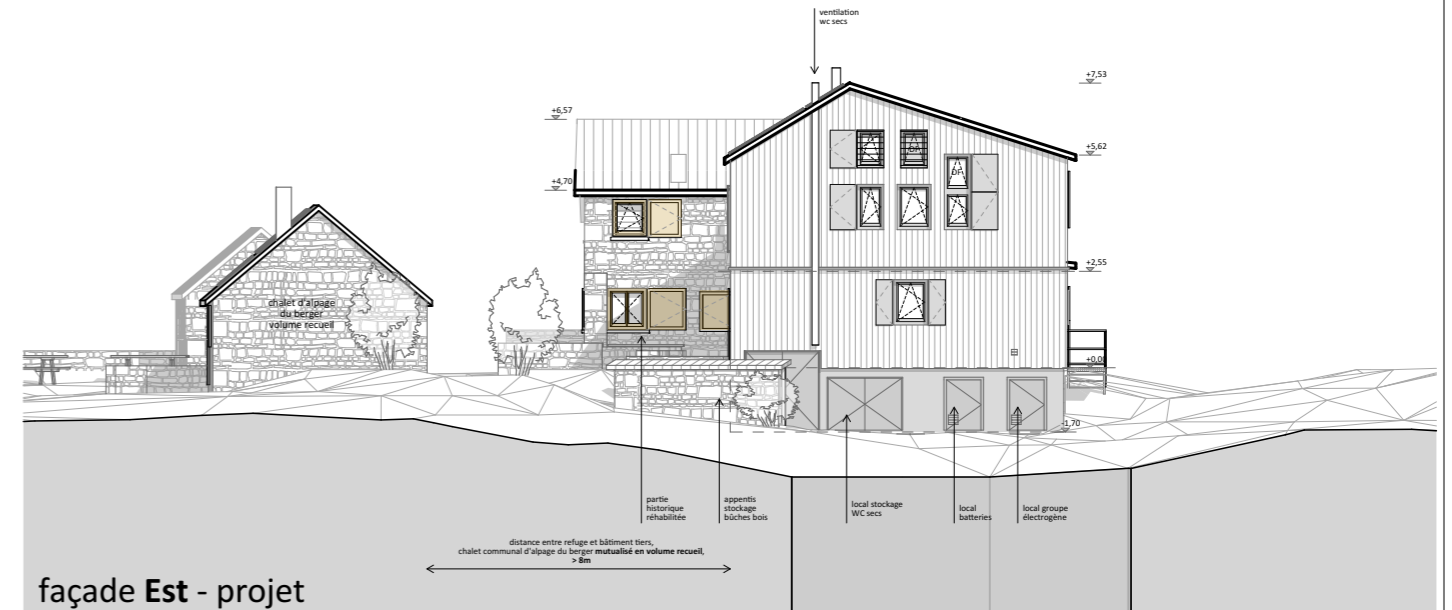 ventilation
wc secs
+7,53
+6,57
+5,62
DF
+4,70
DF
+2,55
chalet d'alpage
du berger
volume recueil
+0,00
-1,70
partie
historique
réhabilitée
appentis
stockage
bûches bois
local stockage
WC secs
local
batteries
local groupe
électrogène
distance entre refuge et bâtiment tiers,
chalet communal d'alpage du berger mutualisé en volume recueil,
> 8m
façade Est - projet